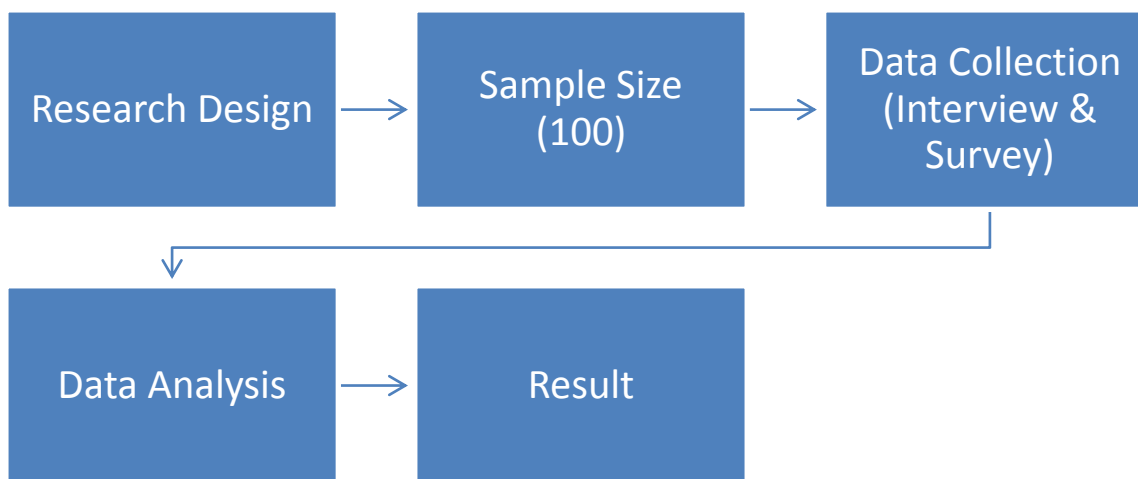 Research Design
Sample Size
(100)
Data Collection
(Interview &
Survey)
Data Analysis
Result